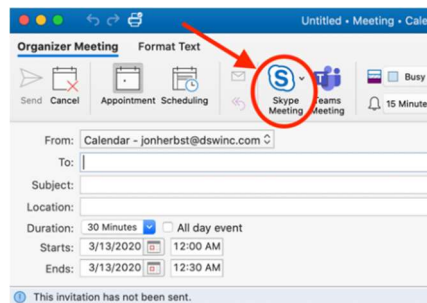 Untitled • Meeting • Cale
Organizer Meeting Format Text
Send Cancel Appointment Scheduling Skype Meeting Teams Meeting Busy
15 Minute
From: Calendar - jonherbst@dswinc.com
To:
Subject:
Location:
Duration: 30 Minutes All day event
Starts: 3/13/2020 12:00 AM
Ends: 3/13/2020 12:30 AM
This invitation has not been sent.